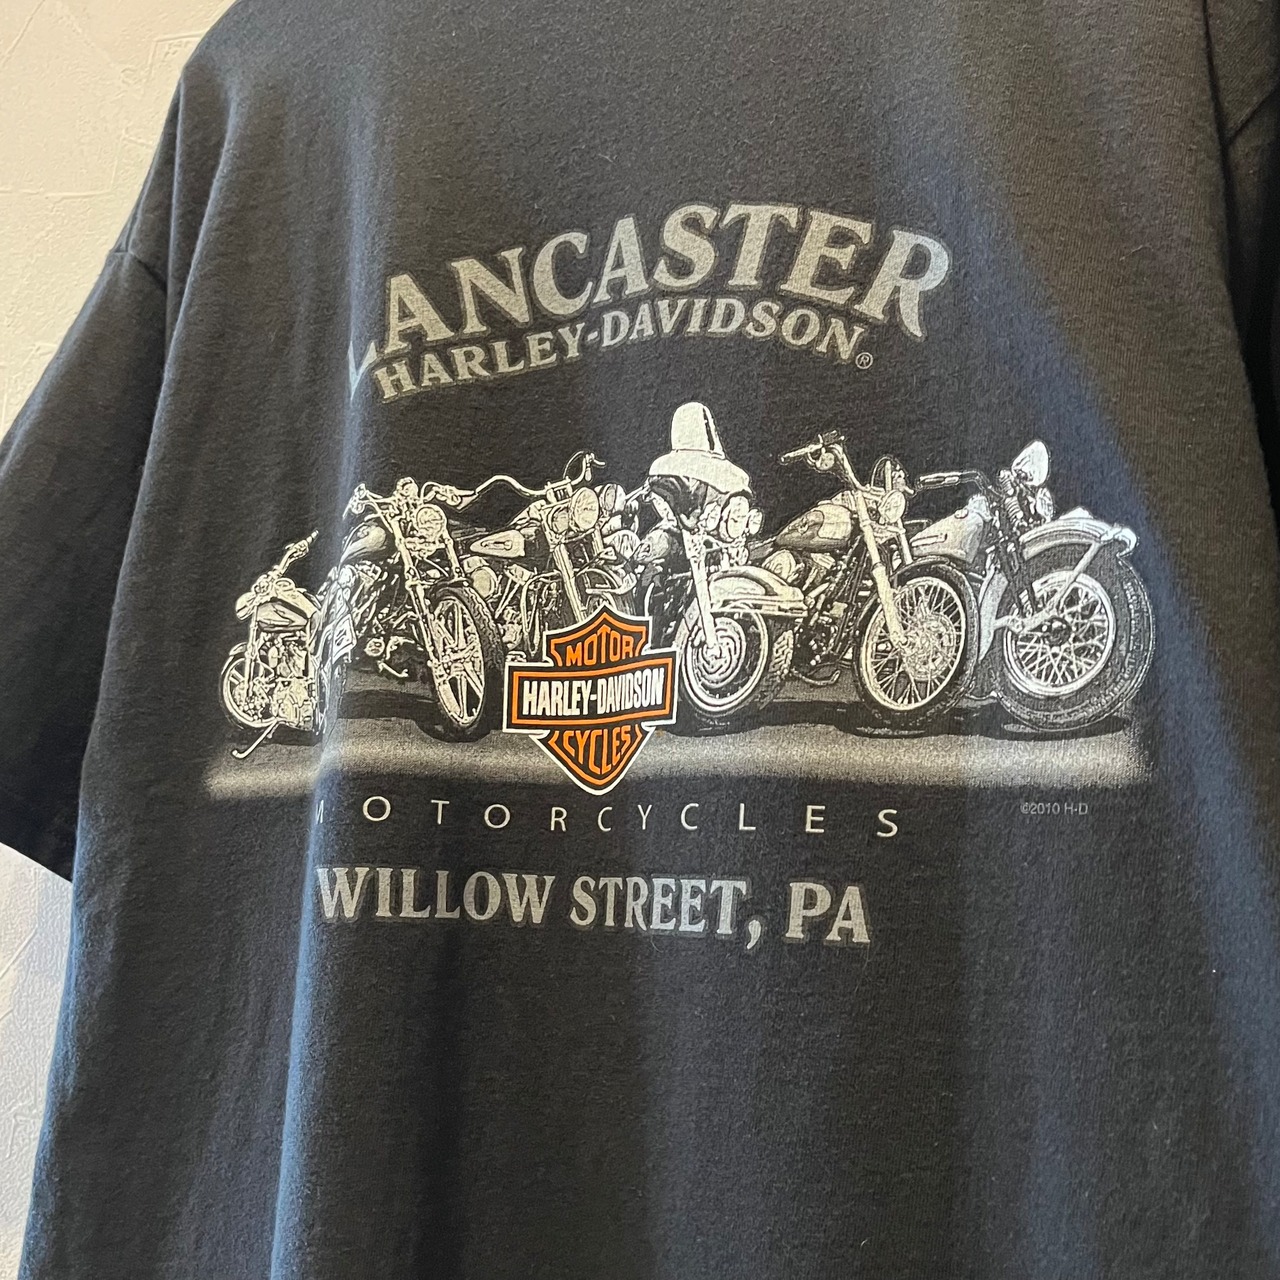 LANCASTER
HARLEY-DAVIDSON®
MOTOR
HARLEY-DAVIDSON
CYCLES
MOTORCYCLES
©2010 H-D
WILLOW STREET, PA